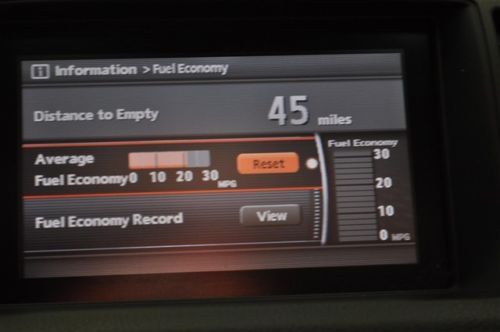 i Information > Fuel Economy
Distance to Empty 45 miles
Average
Fuel Economy 0 10 20 30 MPG
Reset
Fuel Economy Record View
Fuel Economy
30
20
10
0 MPG